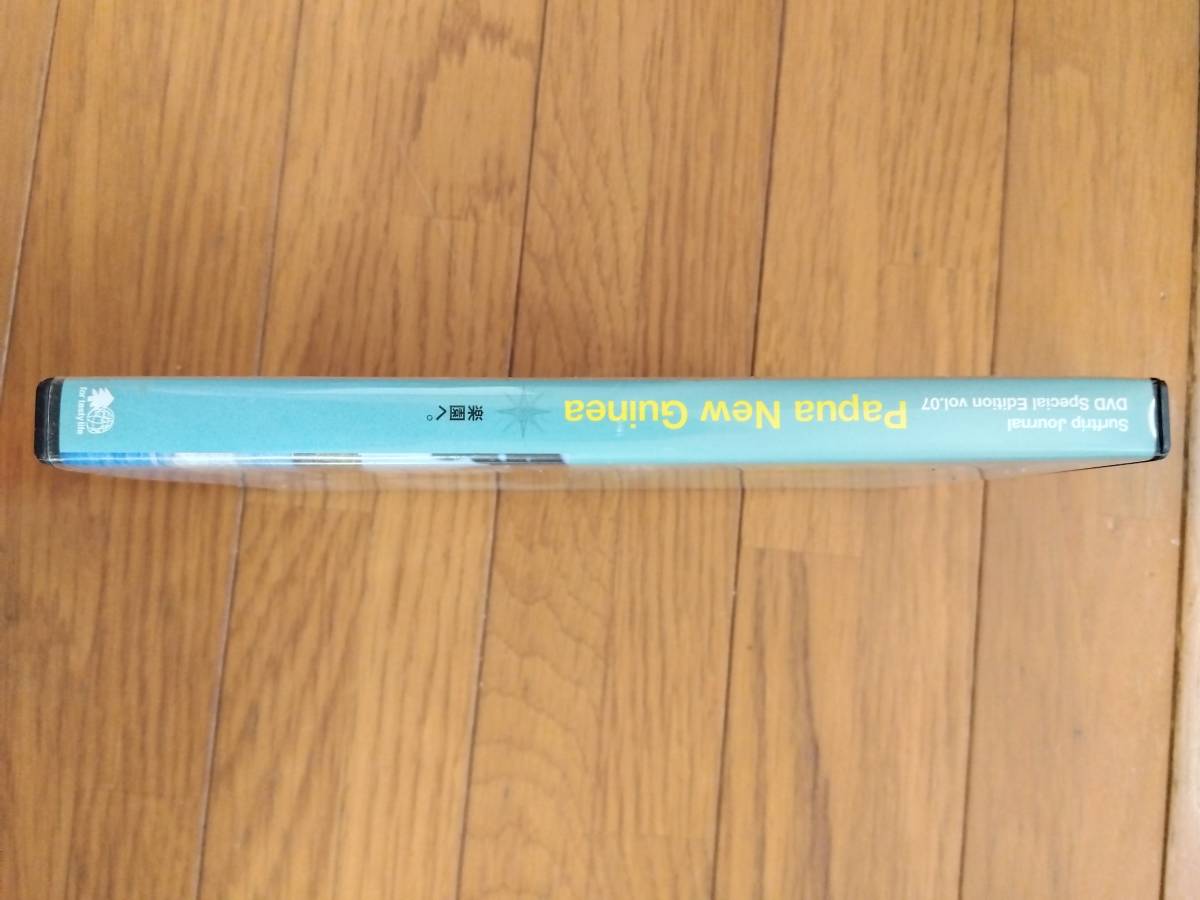 Surftrip Journal
DVD Special Edition vol.07
Papua New Guinea
楽園へ。
for tasty life